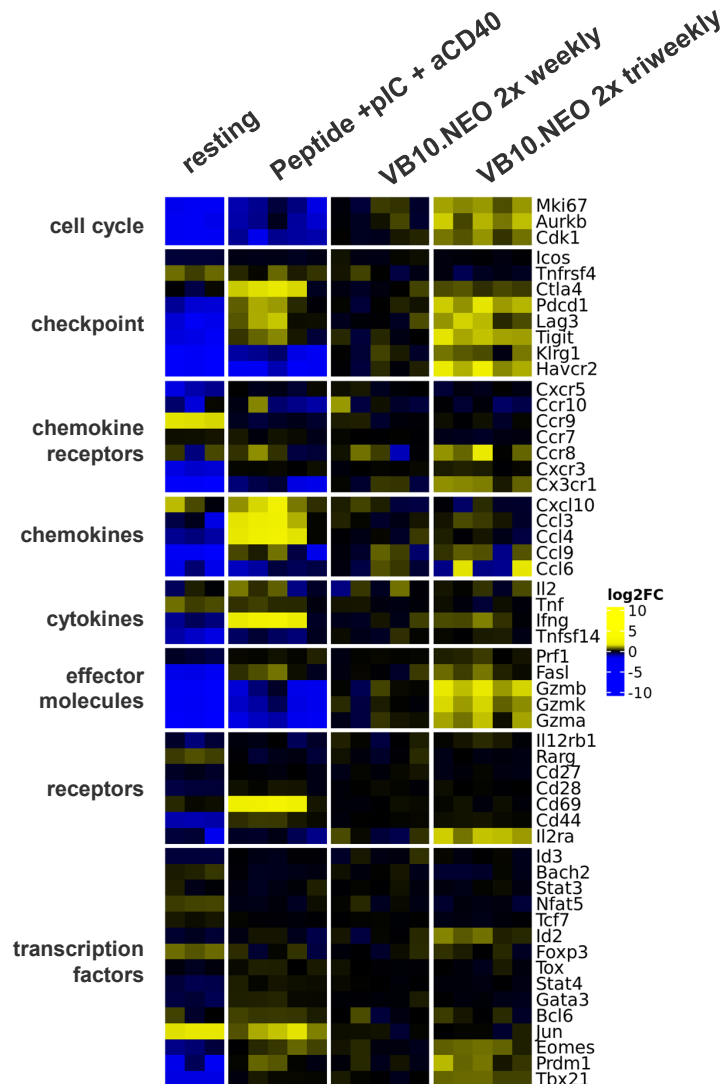 resting
Peptide +pIC + aCD40
VB10.NEO 2x weekly
VB10.NEO 2x triweekly
cell cycle
Mki67
Aurkb
Cdk1
checkpoint
Icos
Tnfrsf4
Ctla4
Pdcd1
Lag3
Tigit
Klrg1
Havcr2
chemokine
receptors
Cxcr5
Ccr10
Ccr9
Ccr7
Ccr8
Cxcr3
Cx3cr1
chemokines
Cxcl10
Ccl3
Ccl4
Ccl9
Ccl6
cytokines
Il2
Tnf
Ifng
Tnfsf14
effector
molecules
Prf1
Fasl
Gzmb
Gzmk
Gzma
receptors
Il12rb1
Rarg
Cd27
Cd28
Cd69
Cd44
Il2ra
transcription
factors
Id3
Bach2
Stat3
Nfat5
Tcf7
Id2
Foxp3
Tox
Stat4
Gata3
Bcl6
Jun
Eomes
Prdm1
Tbx21
log2FC
10
5
0
-5
-10